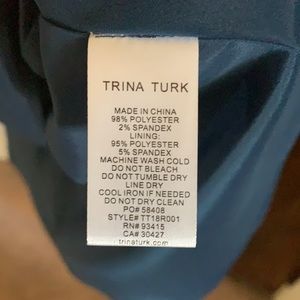 TRINA TURK
MADE IN CHINA
98% POLYESTER
2% SPANDEX
LINING:
95% POLYESTER
5% SPANDEX
MACHINE WASH COLD
DO NOT BLEACH
DO NOT TUMBLE DRY
LINE DRY
COOL IRON IF NEEDED
DO NOT DRY CLEAN
PO# 58408
STYLE# TT18R001
RN# 93415
CA# 30427
trinaturk.com